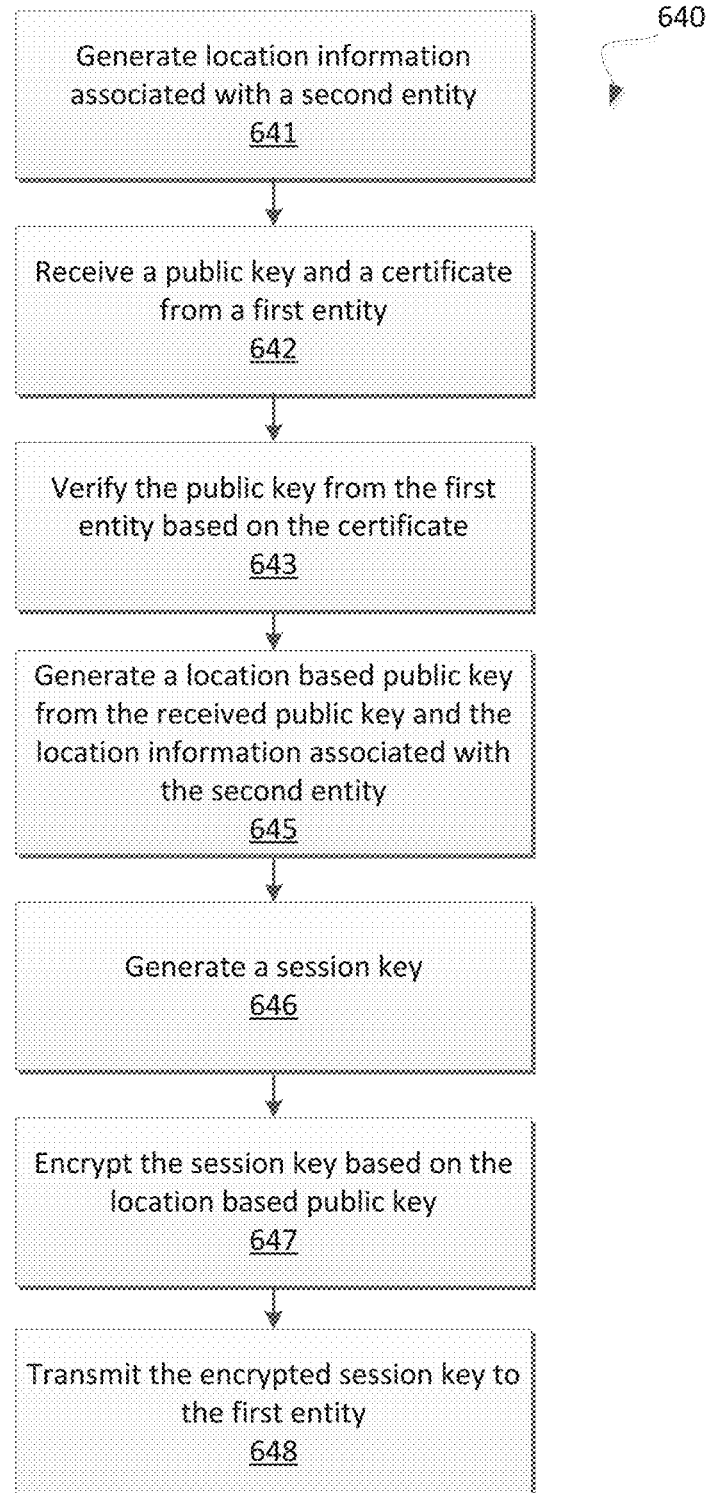 640
Generate location information
associated with a second entity
641
Receive a public key and a certificate
from a first entity
642
Verify the public key from the first
entity based on the certificate
643
Generate a location based public key
from the received public key and the
location information associated with
the second entity
645
Generate a session key
646
Encrypt the session key based on the
location based public key
647
Transmit the encrypted session key to
the first entity
648